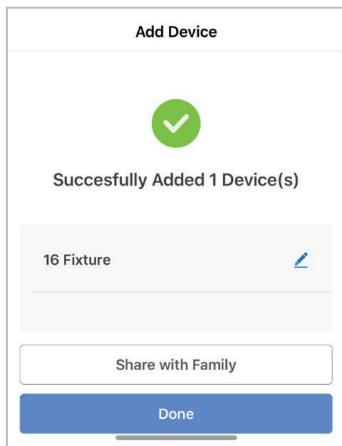 Add Device
Succesfully Added 1 Device(s)
16 Fixture
Share with Family
Done